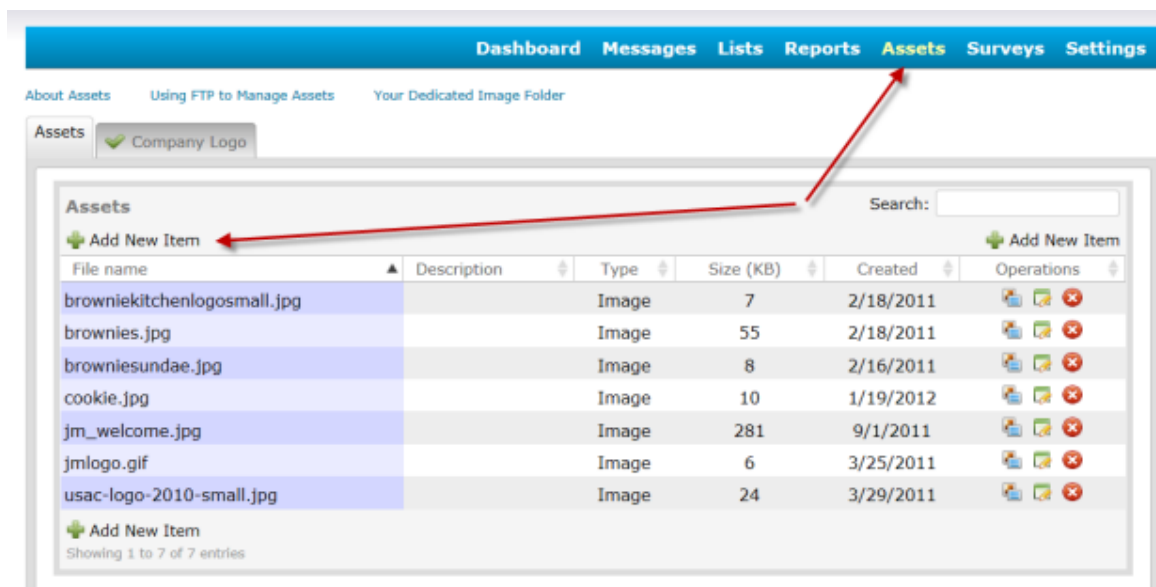 Dashboard Messages Lists Reports Assets Surveys Settings
About Assets Using FTP to Manage Assets Your Dedicated Image Folder
Assets Company Logo
Assets Search:
Add New Item Add New Item
File name Description Type Size (KB) Created Operations
browniekitchenlogosmall.jpg Image 7 2/18/2011
brownies.jpg Image 55 2/18/2011
browniesundae.jpg Image 8 2/16/2011
cookie.jpg Image 10 1/19/2012
jm_welcome.jpg Image 281 9/1/2011
jmlogo.gif Image 6 3/25/2011
usac-logo-2010-small.jpg Image 24 3/29/2011
Add New Item
Showing 1 to 7 of 7 entries